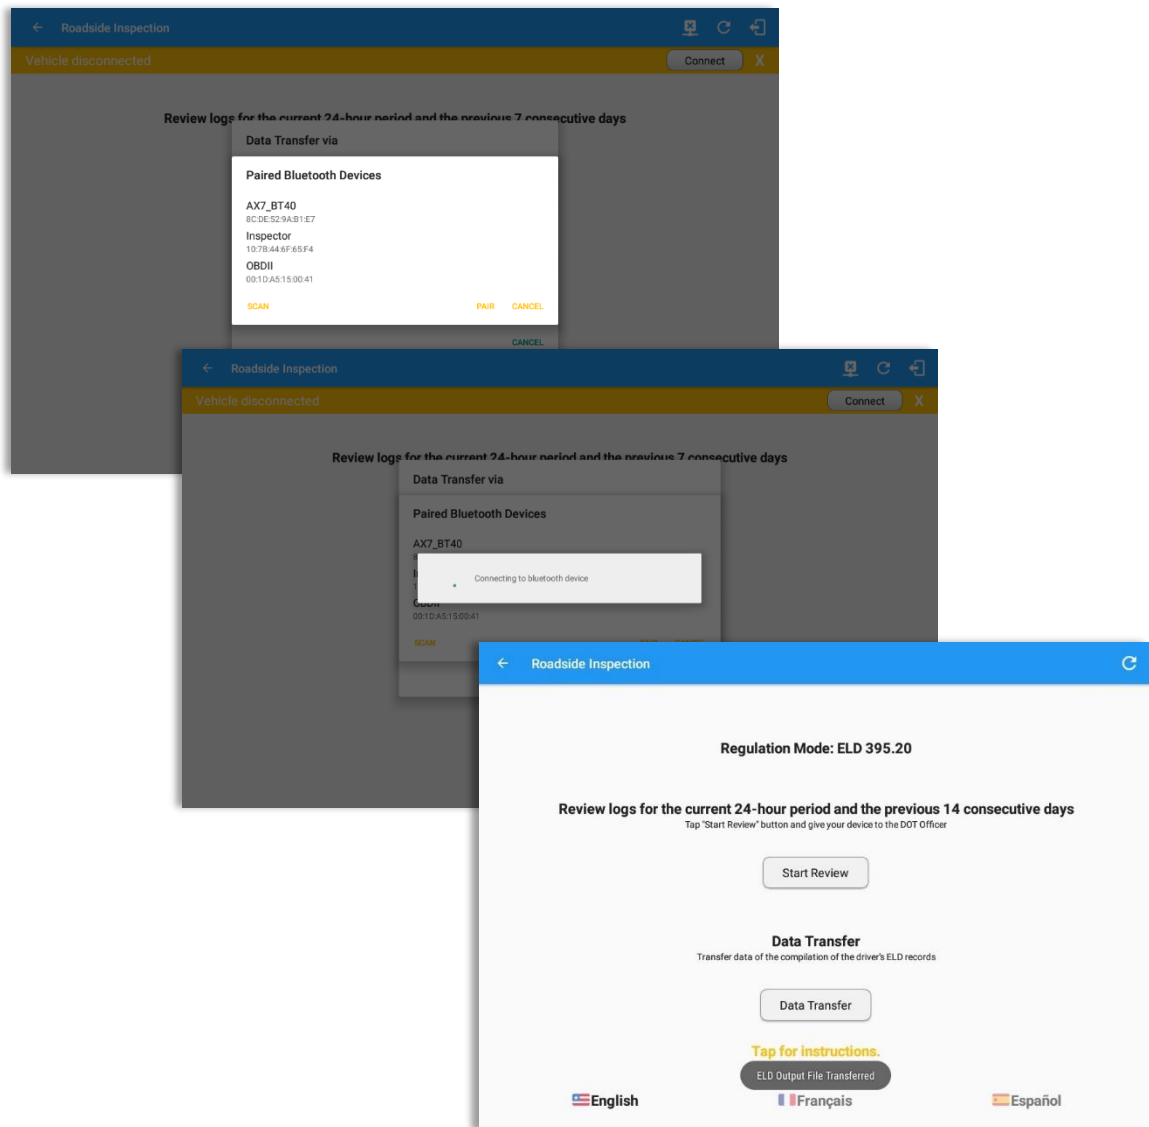 Roadside Inspection
Vehicle disconnected
Connect X
Review logs for the current 24-hour period and the previous 7 consecutive days
Data Transfer via
Paired Bluetooth Devices
AX7_BT40
8C:DE:52:9A:B1:E7
Inspector
10:7B:44:6F:65:F4
OBDII
00:1D:A5:15:00:41
SCAN PAIR CANCEL
CANCEL
Roadside Inspection
Vehicle disconnected
Connect X
Review logs for the current 24-hour period and the previous 7 consecutive days
Data Transfer via
Paired Bluetooth Devices
AX7_BT40
Connecting to bluetooth device
OBDII
00:1D:A5:15:00:41
SCAN PAIR CANCEL
Roadside Inspection
Regulation Mode: ELD 395.20
Review logs for the current 24-hour period and the previous 14 consecutive days
Tap "Start Review" button and give your device to the DOT Officer
Start Review
Data Transfer
Transfer data of the compilation of the driver's ELD records
Data Transfer
Tap for instructions.
ELD Output File Transferred
English Français Español